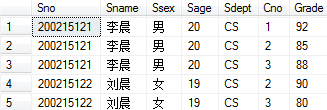 Sno Sname Ssex Sage Sdept Cno Grade
1 200215121 李晨 男 20 CS 1 92
2 200215121 李晨 男 20 CS 2 85
3 200215121 李晨 男 20 CS 3 88
4 200215122 刘晨 女 19 CS 2 90
5 200215122 刘晨 女 19 CS 3 80